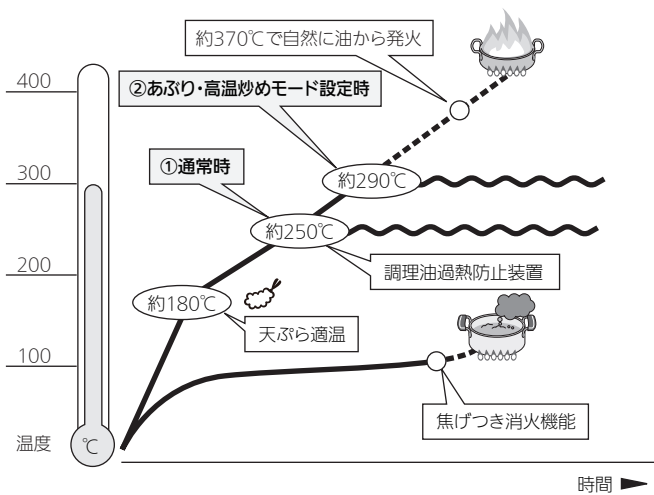 約370℃で自然に油から発火
400
②あぶり・高温炒めモード設定時
300
①通常時
約290℃
約250℃
200
調理油過熱防止装置
約180℃
天ぷら適温
100
焦げつき消火機能
温度
℃
時間